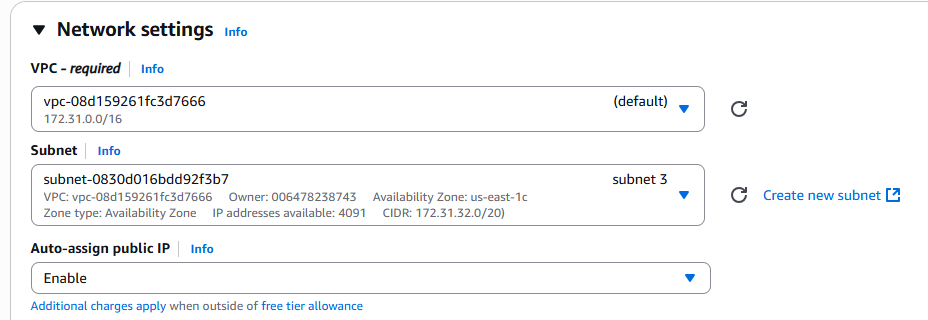 Network settings Info
VPC - required Info
vpc-08d159261fc3d7666 (default)
172.31.0.0/16
Subnet Info
subnet-0830d016bdd92f3b7 subnet 3
VPC: vpc-08d159261fc3d7666 Owner: 006478238743 Availability Zone: us-east-1c
Zone type: Availability Zone IP addresses available: 4091 CIDR: 172.31.32.0/20)
Create new subnet
Auto-assign public IP Info
Enable
Additional charges apply when outside of free tier allowance